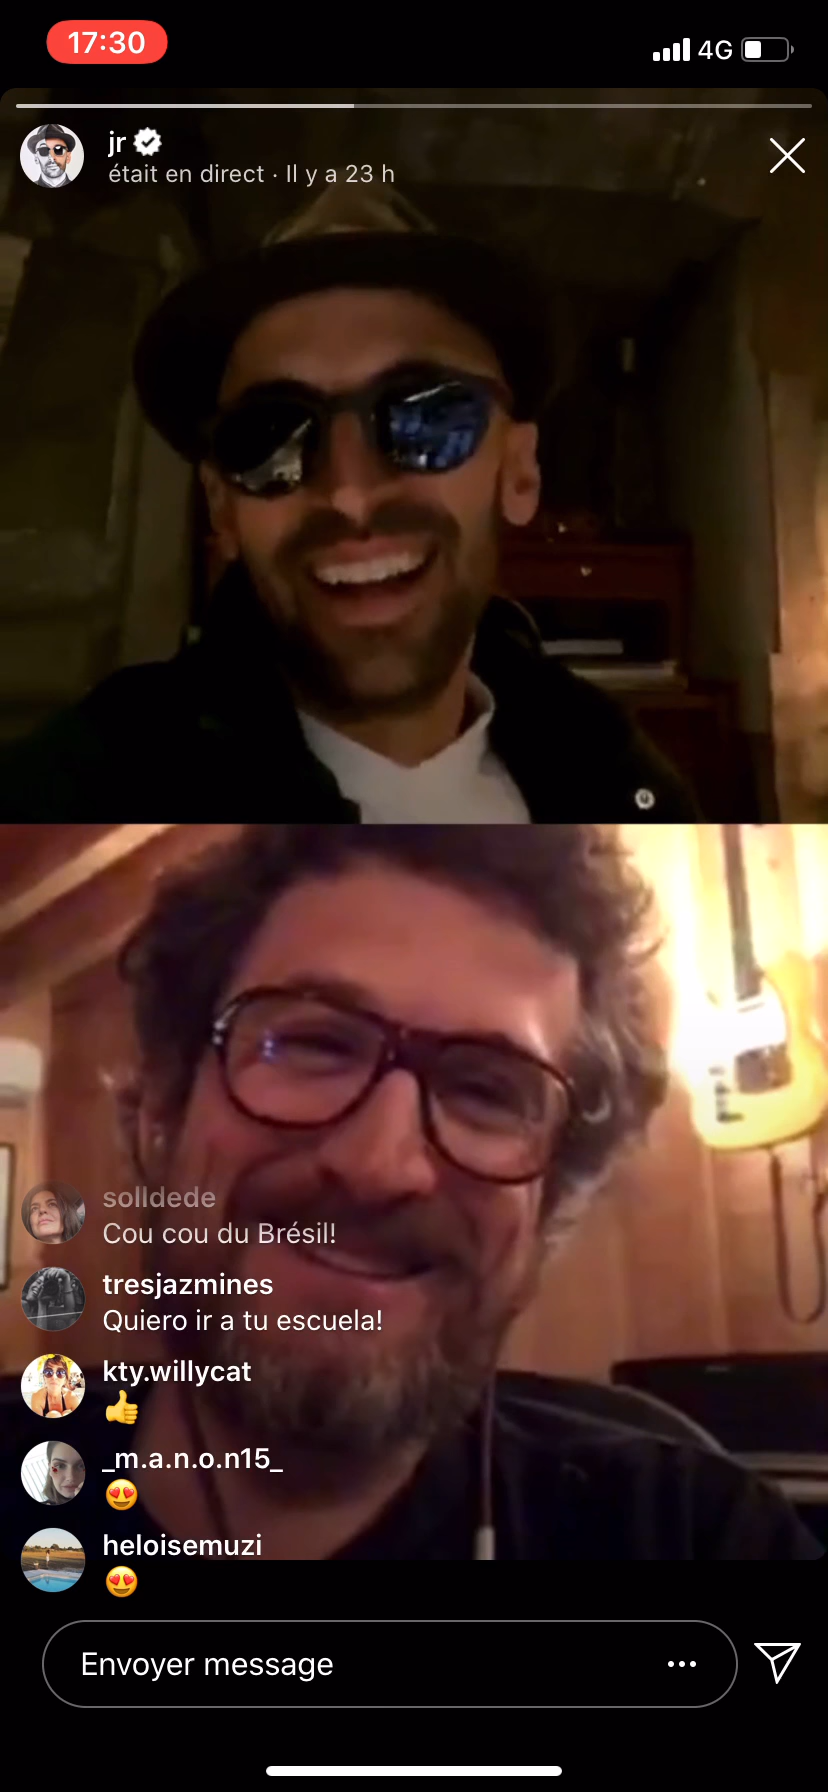 17:30
4G
jr
était en direct · Il y a 23 h
solldede
Cou cou du Brésil!
tresjazmines
Quiero ir a tu escuela!
kty.willycat
👍
_m.a.n.o.n15_
😍
heloisemuzi
😍
Envoyer message